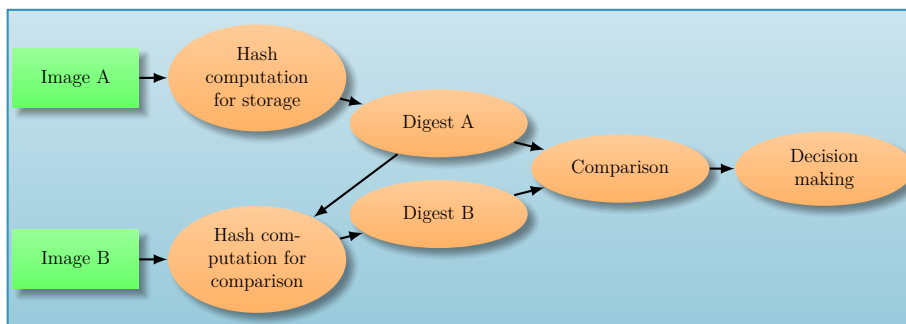 Image A
Hash
computation
for storage
Digest A
Comparison
Decision
making
Digest B
Image B
Hash com-
putation for
comparison